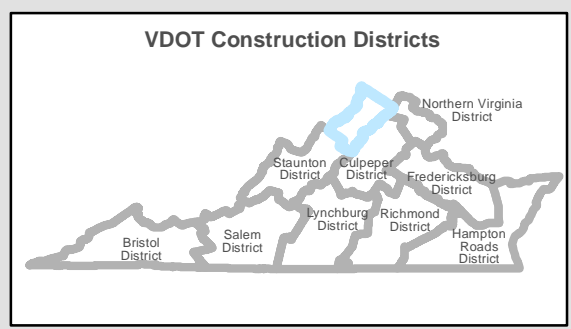 VDOT Construction Districts
Northern Virginia
District
Staunton
District
Culpeper
District
Fredericksburg
District
Lynchburg
District
Richmond
District
Salem
District
Bristol
District
Hampton
Roads
District